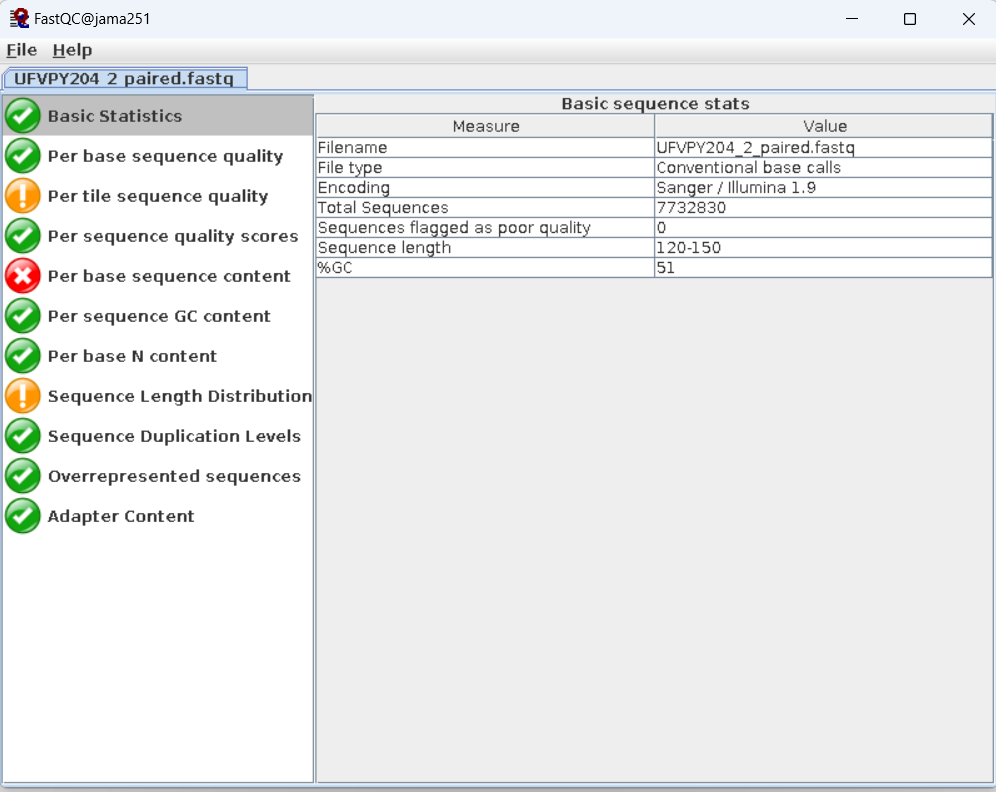 FastQC@jama251
File Help
UFVPY204_2_paired.fastq
Basic Statistics
Per base sequence quality
Per tile sequence quality
Per sequence quality scores
Per base sequence content
Per sequence GC content
Per base N content
Sequence Length Distribution
Sequence Duplication Levels
Overrepresented sequences
Adapter Content
Basic sequence stats
Measure Value
Filename UFVPY204_2_paired.fastq
File type Conventional base calls
Encoding Sanger / Illumina 1.9
Total Sequences 7732830
Sequences flagged as poor quality 0
Sequence length 120-150
%GC 51